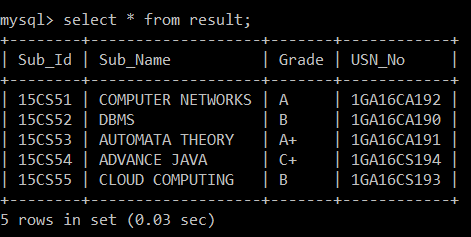 mysql> select * from result;
+--------+-------------------+-------+------------+
| Sub_Id | Sub_Name          | Grade | USN_No     |
+--------+-------------------+-------+------------+
| 15CS51 | COMPUTER NETWORKS | A     | 1GA16CA192 |
| 15CS52 | DBMS              | B     | 1GA16CA190 |
| 15CS53 | AUTOMATA THEORY   | A+    | 1GA16CA191 |
| 15CS54 | ADVANCE JAVA      | C+    | 1GA16CS194 |
| 15CS55 | CLOUD COMPUTING   | B     | 1GA16CS193 |
+--------+-------------------+-------+------------+
5 rows in set (0.03 sec)